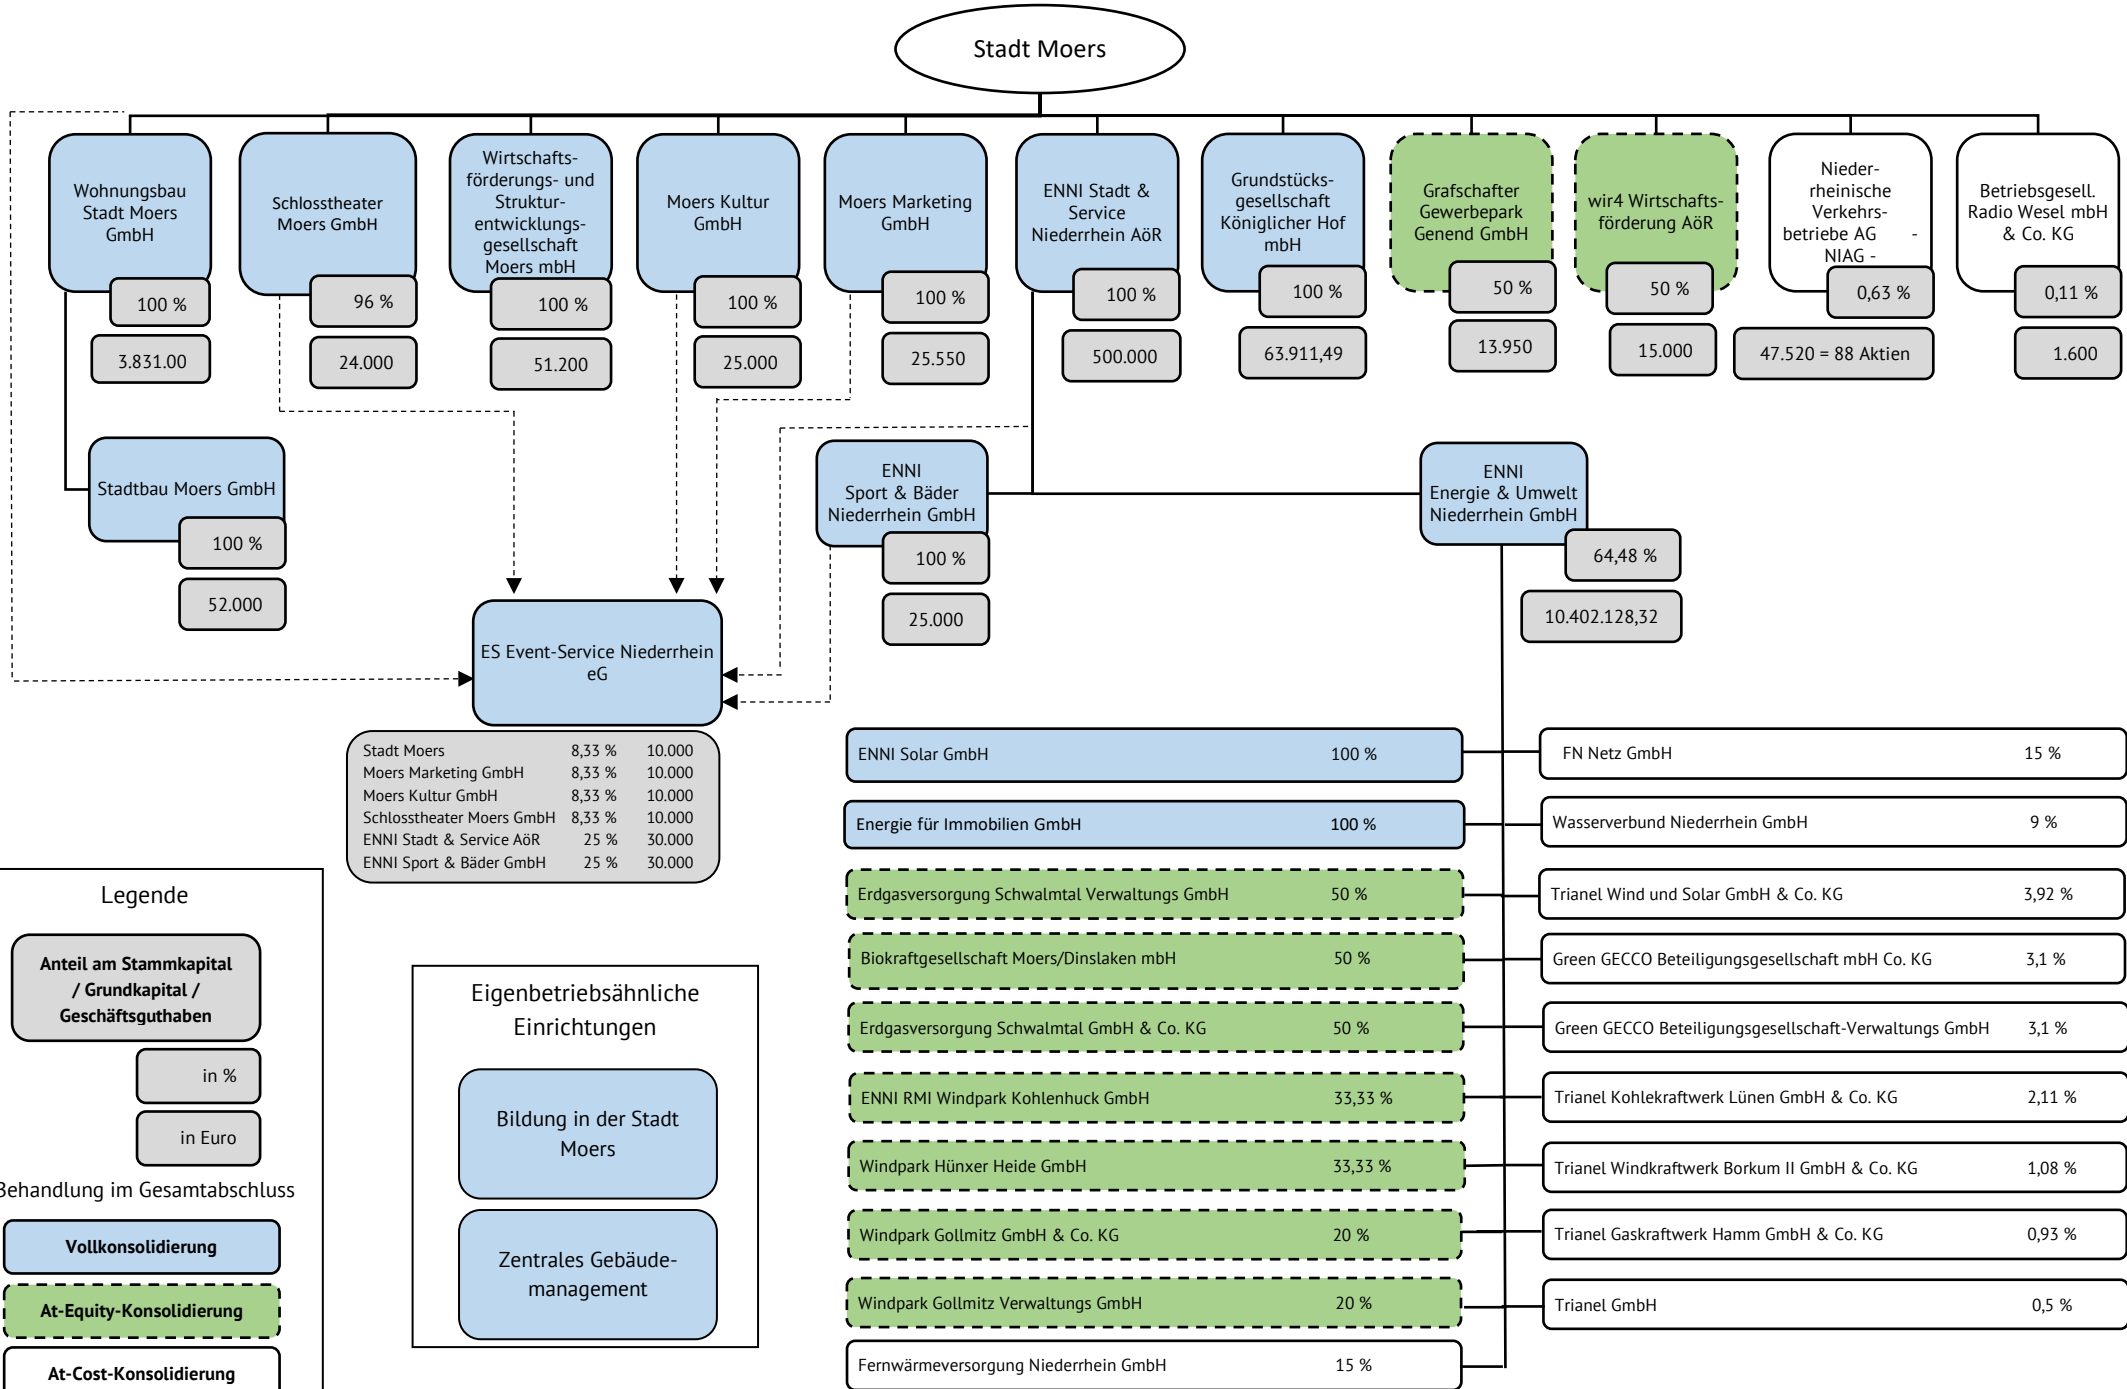 Stadt Moers
Wohnungsbau
Stadt Moers
GmbH
100 %
3.831.00
Schlosstheater
Moers GmbH
96 %
24.000
Wirtschafts-
förderungs- und
Struktur-
entwicklungs-
gesellschaft
Moers mbH
100 %
51.200
Moers Kultur
GmbH
100 %
25.000
Moers Marketing
GmbH
100 %
25.550
ENNI Stadt &
Service
Niederrhein AöR
100 %
500.000
Grundstücks-
gesellschaft
Königlicher Hof
mbH
100 %
63.911,49
Grafschafter
Gewerbepark
Genend GmbH
50 %
13.950
wir4 Wirtschafts-
förderung AöR
50 %
15.000
Nieder-
rheinische
Verkehrs-
betriebe AG -
NIAG -
0,63 %
47.520 = 88 Aktien
Betriebsgesell.
Radio Wesel mbH
& Co. KG
0,11 %
1.600
Stadtbau Moers GmbH
100 %
52.000
ENNI
Sport & Bäder
Niederrhein GmbH
100 %
25.000
ENNI
Energie & Umwelt
Niederrhein GmbH
64,48 %
10.402.128,32
ES Event-Service Niederrhein
eG
Stadt Moers 8,33 % 10.000
Moers Marketing GmbH 8,33 % 10.000
Moers Kultur GmbH 8,33 % 10.000
Schlosstheater Moers GmbH 8,33 % 10.000
ENNI Stadt & Service AöR 25 % 30.000
ENNI Sport & Bäder GmbH 25 % 30.000
ENNI Solar GmbH 100 %
Energie für Immobilien GmbH 100 %
Erdgasversorgung Schwalmtal Verwaltungs GmbH 50 %
Biokraftgesellschaft Moers/Dinslaken mbH 50 %
Erdgasversorgung Schwalmtal GmbH & Co. KG 50 %
ENNI RMI Windpark Kohlenhuck GmbH 33,33 %
Windpark Hünxer Heide GmbH 33,33 %
Windpark Gollmitz GmbH & Co. KG 20 %
Windpark Gollmitz Verwaltungs GmbH 20 %
Fernwärmeversorgung Niederrhein GmbH 15 %
FN Netz GmbH 15 %
Wasserverbund Niederrhein GmbH 9 %
Trianel Wind und Solar GmbH & Co. KG 3,92 %
Green GECCO Beteiligungsgesellschaft mbH Co. KG 3,1 %
Green GECCO Beteiligungsgesellschaft-Verwaltungs GmbH 3,1 %
Trianel Kohlekraftwerk Lünen GmbH & Co. KG 2,11 %
Trianel Windkraftwerk Borkum II GmbH & Co. KG 1,08 %
Trianel Gaskraftwerk Hamm GmbH & Co. KG 0,93 %
Trianel GmbH 0,5 %
Legende
Anteil am Stammkapital
/ Grundkapital /
Geschäftsguthaben
in %
in Euro
Behandlung im Gesamtabschluss
Vollkonsolidierung
At-Equity-Konsolidierung
At-Cost-Konsolidierung
Eigenbetriebsähnliche
Einrichtungen
Bildung in der Stadt
Moers
Zentrales Gebäude-
management